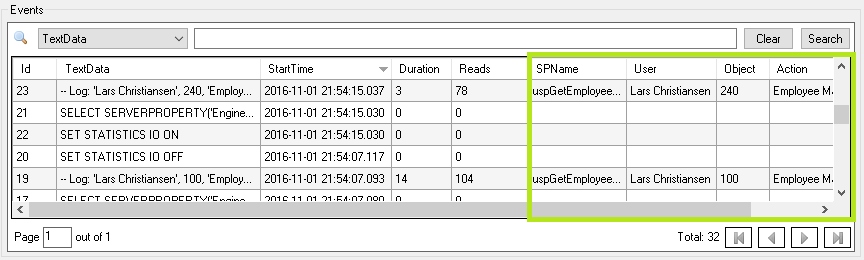 Events
TextData Clear Search
Id TextData StartTime Duration Reads SPName User Object Action
23 -- Log: 'Lars Christiansen', 240, 'Employ... 2016-11-01 21:54:15.037 3 78 uspGetEmployee... Lars Christiansen 240 Employee Ma
21 SELECT SERVERPROPERTY('Engine... 2016-11-01 21:54:15.030 0 0
22 SET STATISTICS IO ON 2016-11-01 21:54:15.030 0 0
20 SET STATISTICS IO OFF 2016-11-01 21:54:07.117 0 0
19 -- Log: 'Lars Christiansen', 100, 'Employ... 2016-11-01 21:54:07.093 14 104 uspGetEmployee... Lars Christiansen 100 Employee Ma
17 SELECT SERVERPROPERTY('Engine... 2016-11-01 21:54:07.080 0 0
Page 1 out of 1 Total: 32